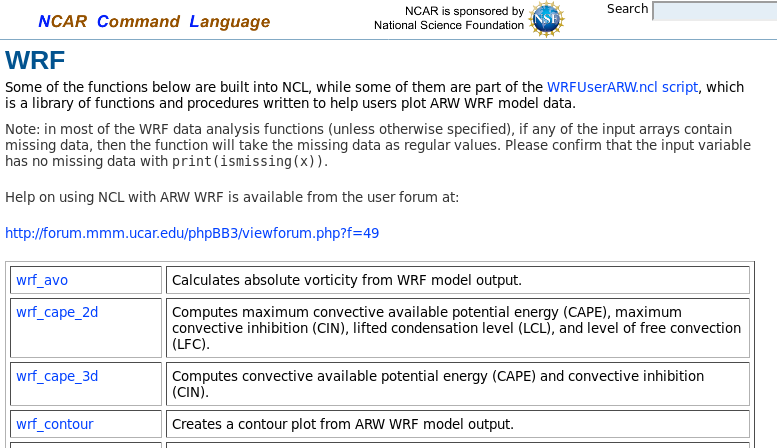 NCAR Command Language
NCAR is sponsored by
National Science Foundation
NSF
Search
WRF
Some of the functions below are built into NCL, while some of them are part of the WRFUserARW.ncl script, which
is a library of functions and procedures written to help users plot ARW WRF model data.
Note: in most of the WRF data analysis functions (unless otherwise specified), if any of the input arrays contain
missing data, then the function will take the missing data as regular values. Please confirm that the input variable
has no missing data with print(ismissing(x)).
Help on using NCL with ARW WRF is available from the user forum at:
http://forum.mmm.ucar.edu/phpBB3/viewforum.php?f=49
wrf_avo
Calculates absolute vorticity from WRF model output.
wrf_cape_2d
Computes maximum convective available potential energy (CAPE), maximum
convective inhibition (CIN), lifted condensation level (LCL), and level of free convection
(LFC).
wrf_cape_3d
Computes convective available potential energy (CAPE) and convective inhibition
(CIN).
wrf_contour
Creates a contour plot from ARW WRF model output.